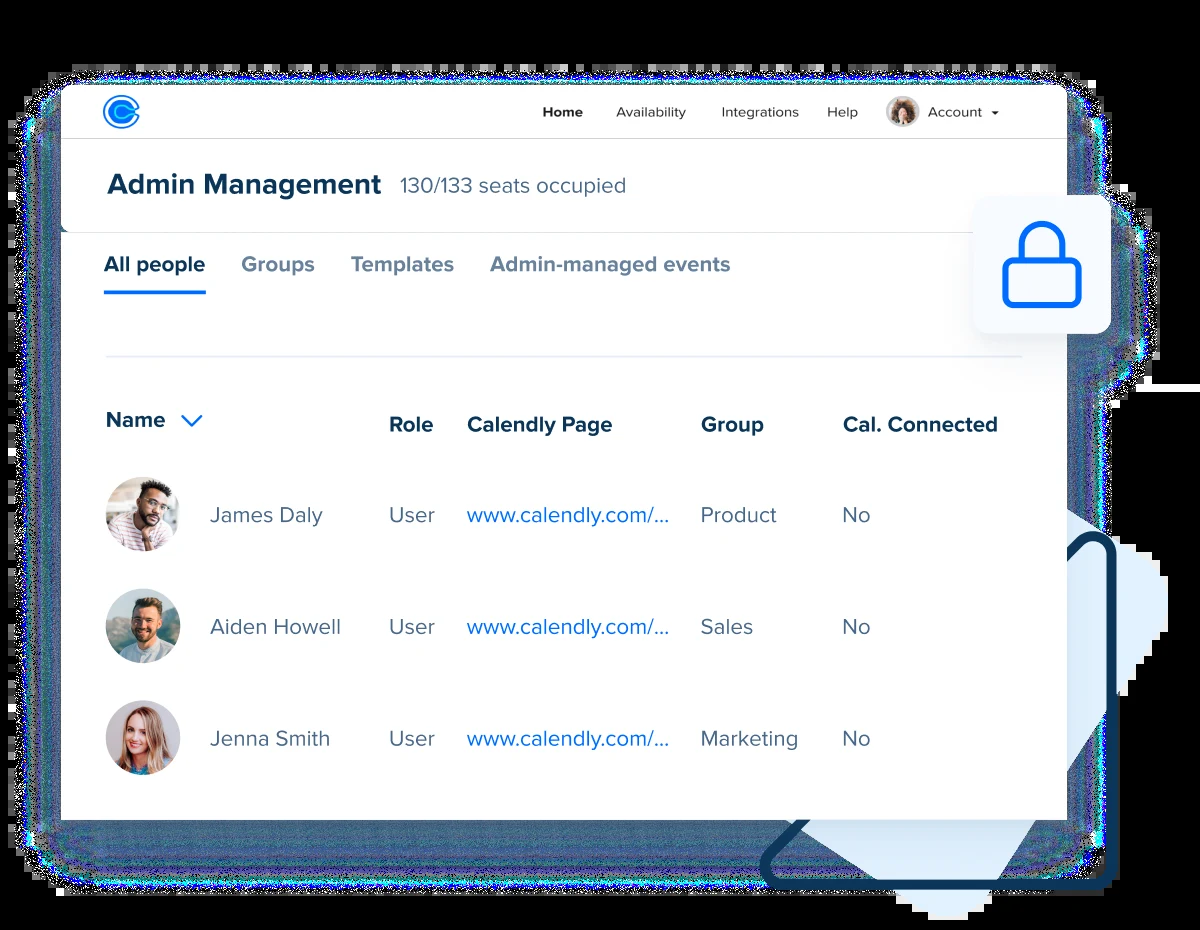 Home Availability Integrations Help Account
Admin Management 130/133 seats occupied
All people Groups Templates Admin-managed events
Name Role Calendly Page Group Cal. Connected
James Daly User www.calendly.com/... Product No
Aiden Howell User www.calendly.com/... Sales No
Jenna Smith User www.calendly.com/... Marketing No